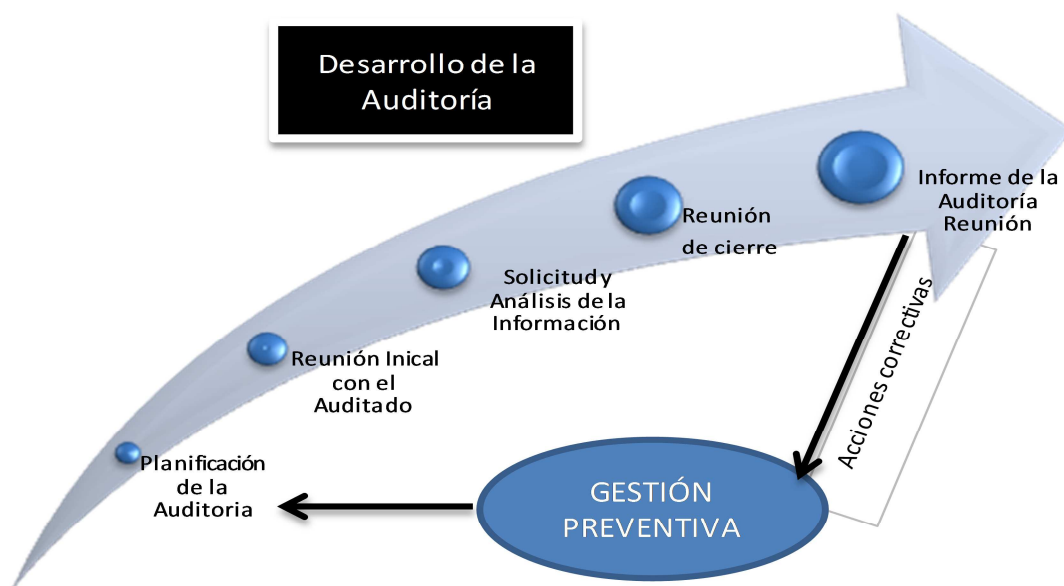 Desarrollo de la
Auditoría
Informe de la
Auditoría
Reunión
Reunión
de cierre
Solicitud y
Análisis de la
Información
Reunión Inical
con el
Auditado
Planificación
de la
Auditoria
Acciones correctivas
GESTIÓN
PREVENTIVA